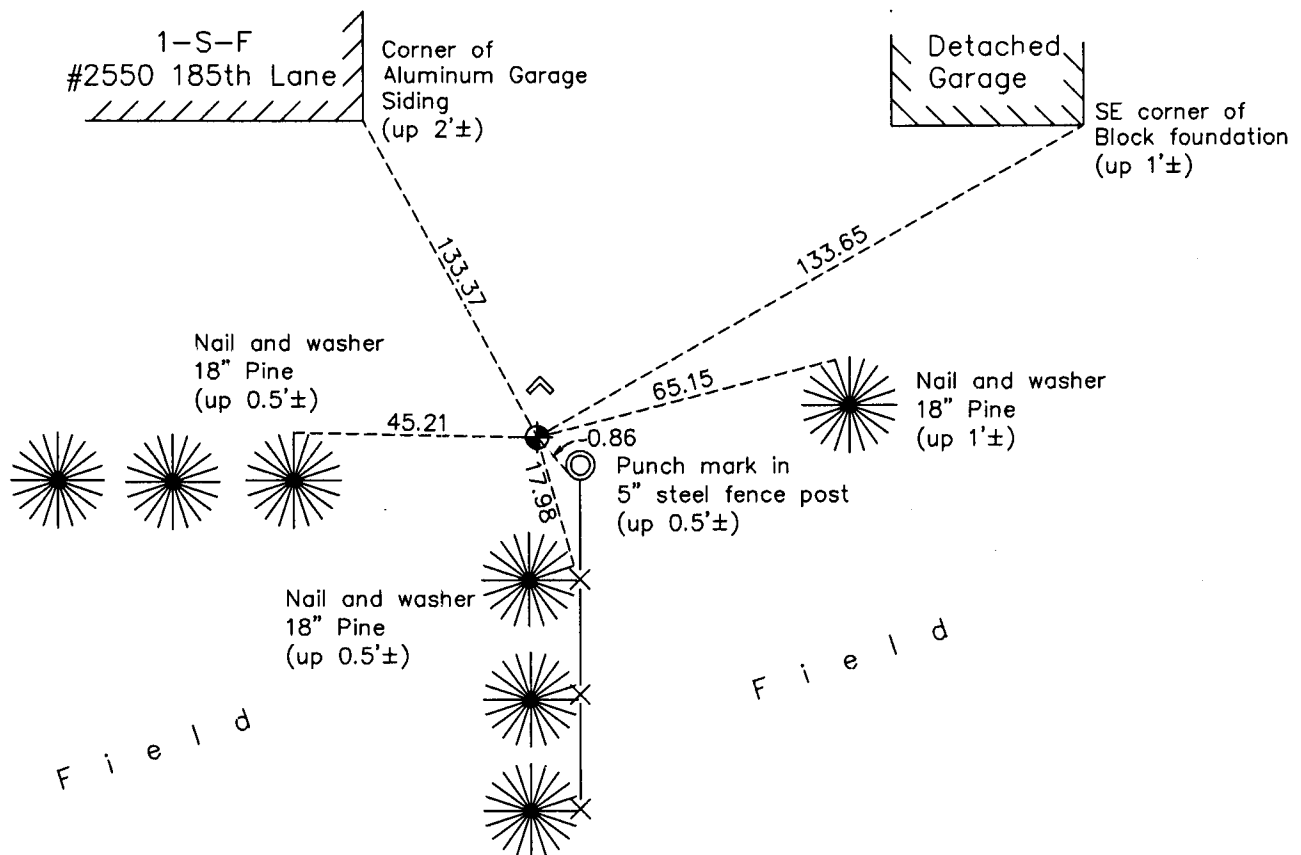 1-S-F
#2550 185th Lane
Corner of
Aluminum Garage
Siding
(up 2'±)
Detached
Garage
SE corner of
Block foundation
(up 1'±)
133.37
133.65
Nail and washer
18" Pine
(up 0.5'±)
45.21
65.15
Nail and washer
18" Pine
(up 1'±)
0.86
Punch mark in
5" steel fence post
(up 0.5'±)
17.98
Nail and washer
18" Pine
(up 0.5'±)
Field
Field